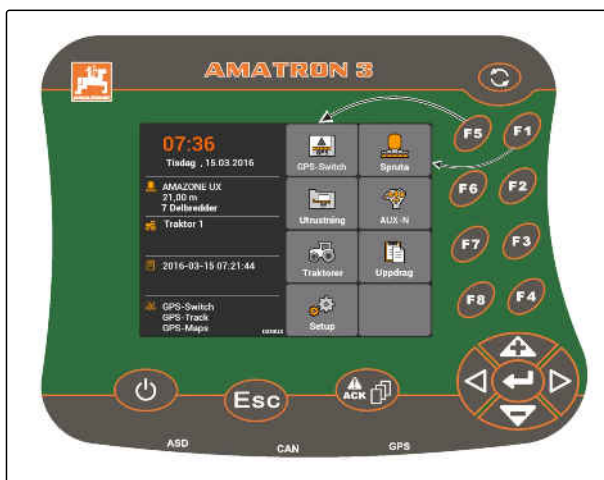 AMATRON 3
07:36
Tisdag , 15.03.2016
AMAZONE UX
21,00 m
7 Delbredder
Traktor 1
2016-03-15 07:21:44
GPS-Switch
GPS-Track
GPS-Maps
GPS-Switch
Spruta
Utrustning
AUX-N
Traktorer
Uppdrag
Setup
F5
F1
F6
F2
F7
F3
F8
F4
Esc
ACK
ASD
CAN
GPS